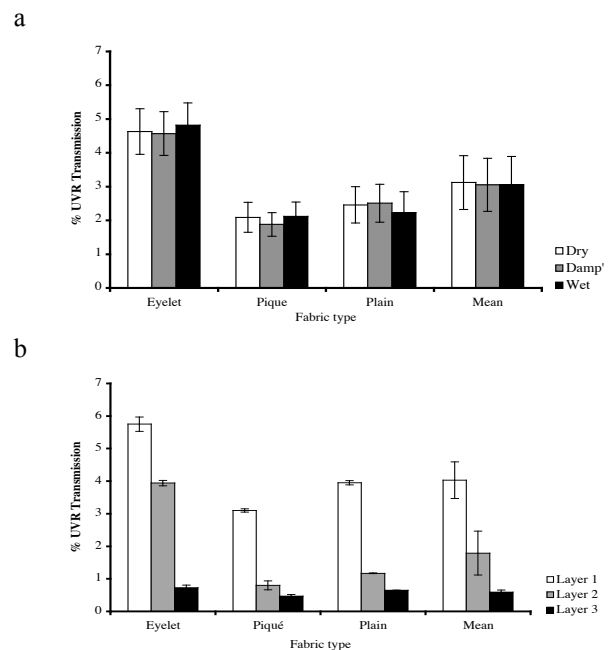 a
7
6
5
4
3
2
1
0
% UVR Transmission
Eyelet Pique Plain Mean
Fabric type
Dry
Damp'
Wet
b
7
6
5
4
3
2
1
0
% UVR Transmission
Eyelet Piqué Plain Mean
Fabric type
Layer 1
Layer 2
Layer 3